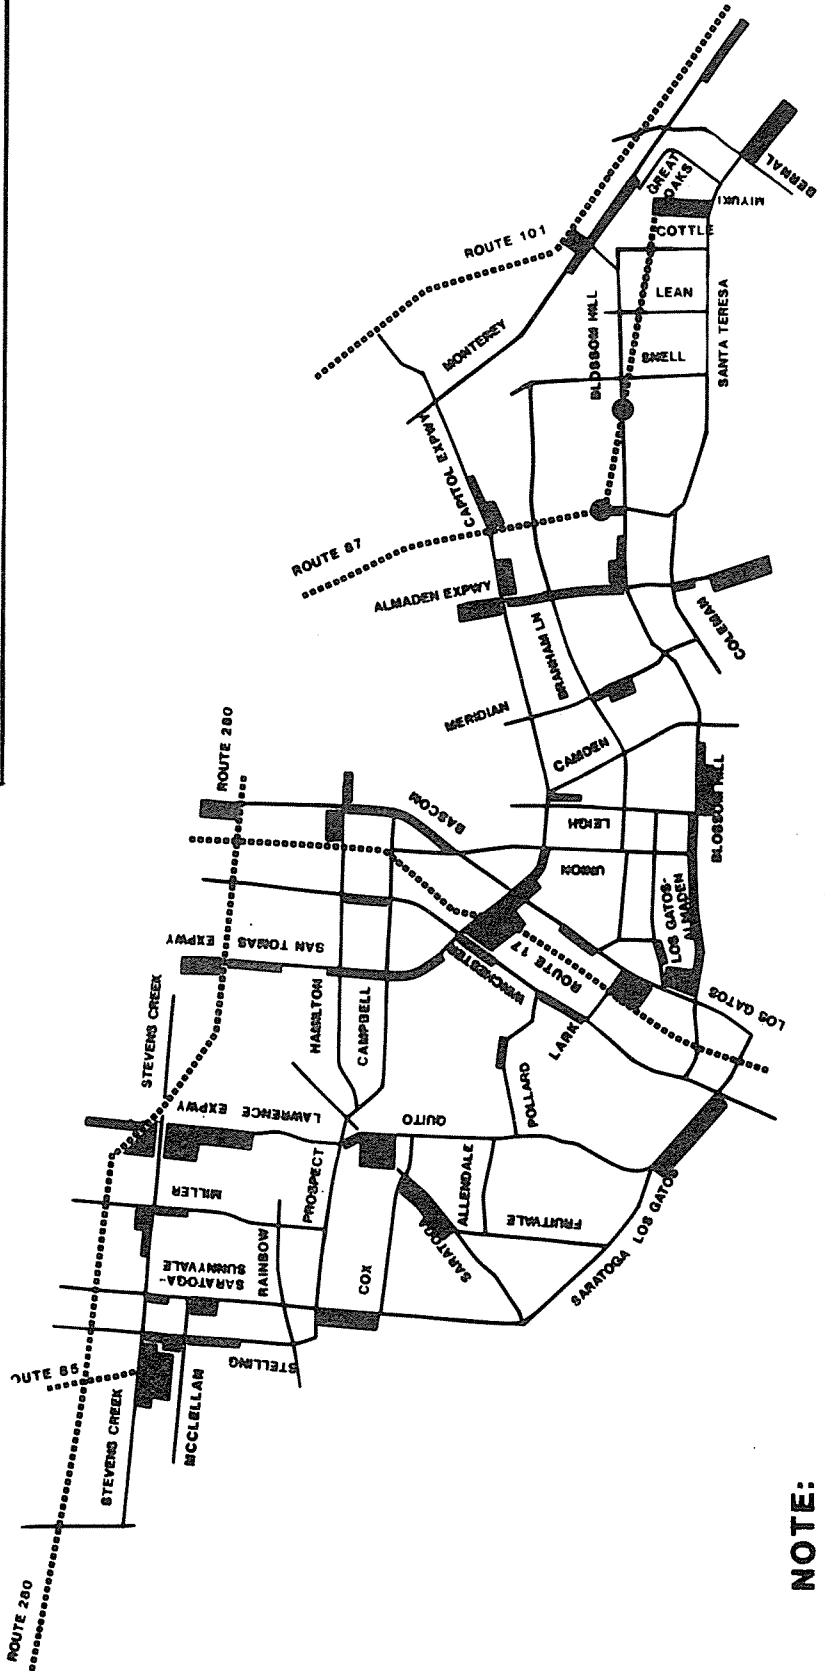 ROUTE 101
GREAT
OAKS
BERNAL
MIYUKI
COTTLE
LEAN
SNELL
SANTA TERESA
BLOSSOM HILL
MONTEREY
CAPITOL EXPWY
ROUTE 87
ALMADEN EXPWY
BRANHAM LN
COLEMAN
MERIDIAN
CAMDEN
ROUTE 280
BASCOM
LEIGH
BLOSSOM HILL
UNION
LOS GATOS-
ALMADEN
SAN TOMAS EXPWY
WINCHESTER
ROUTE 17
LOS GATOS
STEVENS CREEK
HAMILTON
CAMPBELL
LARK
POLLARD
LAWRENCE EXPWY
QUITO
MILLER
PROSPECT
ALLENDALE
FRUITVALE
SARATOGA
SARATOGA LOS GATOS
SARATOGA-
SUNNYVALE
RAINBOW
COX
STELLING
OUTE 85
STEVENS CREEK
MCCLELLAN
ROUTE 280
NOTE: